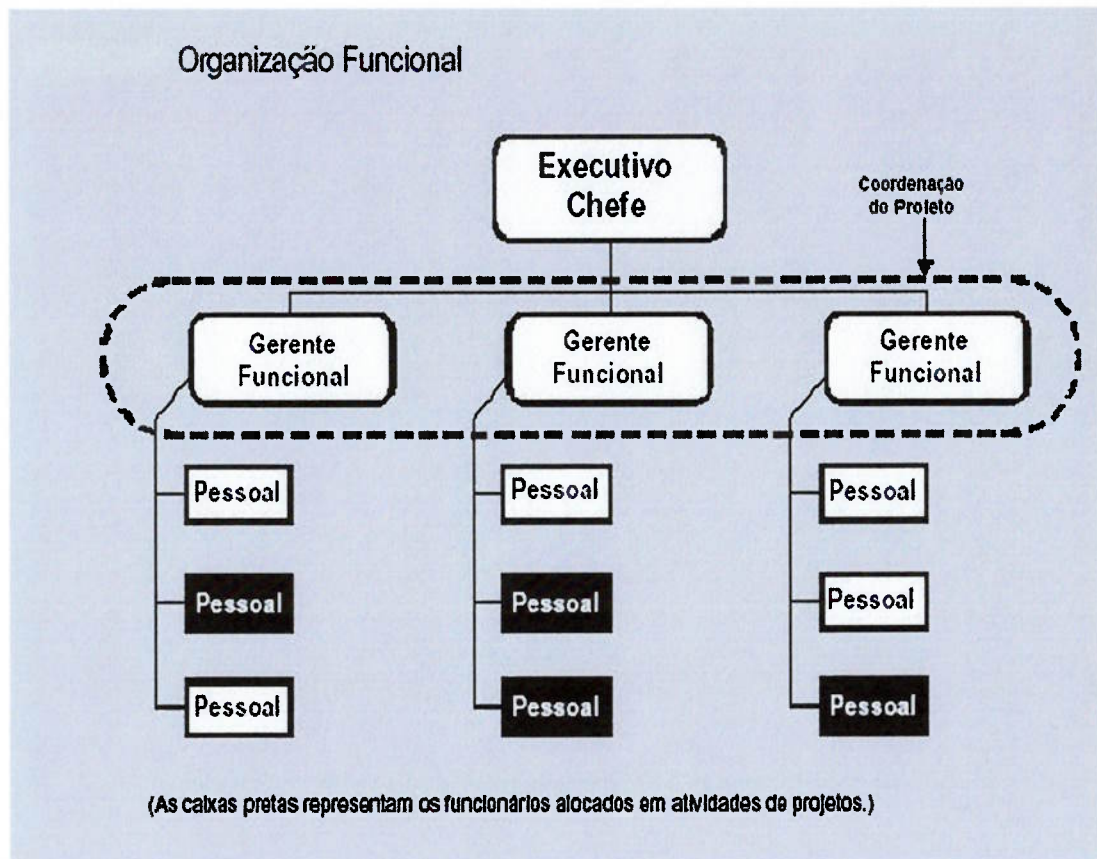 Organização Funcional
Executivo
Chefe
Coordenação
do Projeto
Gerente
Funcional
Gerente
Funcional
Gerente
Funcional
Pessoal
Pessoal
Pessoal
Pessoal
Pessoal
Pessoal
Pessoal
Pessoal
Pessoal
(As caixas pretas representam os funcionários alocados em atividades de projetos.)